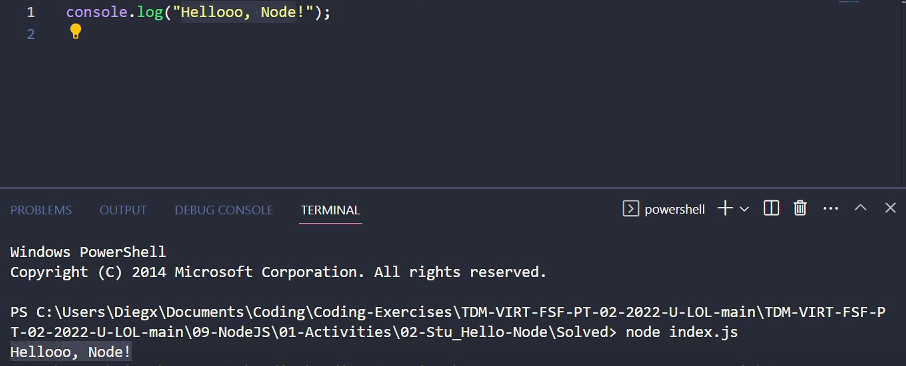 1 console.log("Hellooo, Node!");
2
PROBLEMS OUTPUT DEBUG CONSOLE TERMINAL powershell
Windows PowerShell
Copyright (C) 2014 Microsoft Corporation. All rights reserved.
PS C:\Users\Diegx\Documents\Coding\Coding-Exercises\TDM-VIRT-FSF-PT-02-2022-U-LOL-main\TDM-VIRT-FSF-P
T-02-2022-U-LOL-main\09-NodeJS\01-Activities\02-Stu_Hello-Node\Solved> node index.js
Hellooo, Node!